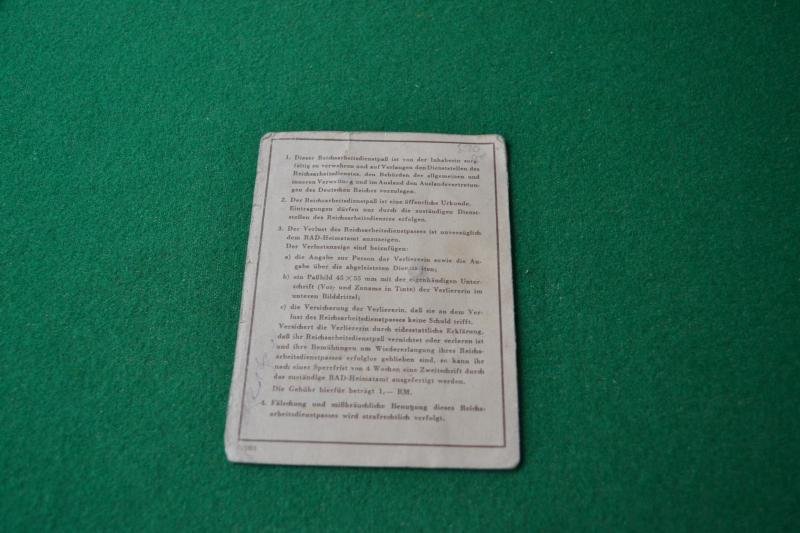 1. Dieser Reichsarbeitsdienstpaß ist von der Inhaberin sorg-
fältig zu verwahren und auf Verlangen den Dienststellen des
Reichsarbeitsdienstes, den Behörden der allgemeinen und
inneren Verwaltung und im Ausland den Auslandsvertretun-
gen des Deutschen Reiches vorzulegen.
2. Der Reichsarbeitsdienstpaß ist eine öffentliche Urkunde.
Eintragungen dürfen nur durch die zuständigen Dienst-
stellen des Reichsarbeitsdienstes erfolgen.
3. Der Verlust des Reichsarbeitsdienstpasses ist unverzüglich
dem RAD-Heimatamt anzuzeigen.
Der Verlustanzeige sind beizufügen:
a) die Angabe zur Person der Verliererin sowie die An-
gabe über die abgeleisteten Dienstzeiten;
b) ein Paßbild 45×55 mm mit der eigenhändigen Unter-
schrift (Vor- und Zuname in Tinte) der Verliererin im
unteren Bilddrittel;
c) die Versicherung der Verliererin, daß sie an dem Ver-
lust des Reichsarbeitsdienstpasses keine Schuld trifft.
Versichert die Verliererin durch eidesstattliche Erklärung,
daß ihr Reichsarbeitsdienstpaß vernichtet oder verloren ist
und ihre Bemühungen um Wiedererlangung ihres Reichs-
arbeitsdienstpasses erfolglos geblieben sind, so kann ihr
nach einer Sperrfrist von 4 Wochen eine Zweitschrift durch
das zuständige RAD-Heimatamt ausgefertigt werden.
Die Gebühr hierfür beträgt 1,— RM.
4. Fälschung und mißbräuchliche Benutzung dieses Reichs-
arbeitsdienstpasses wird strafrechtlich verfolgt.